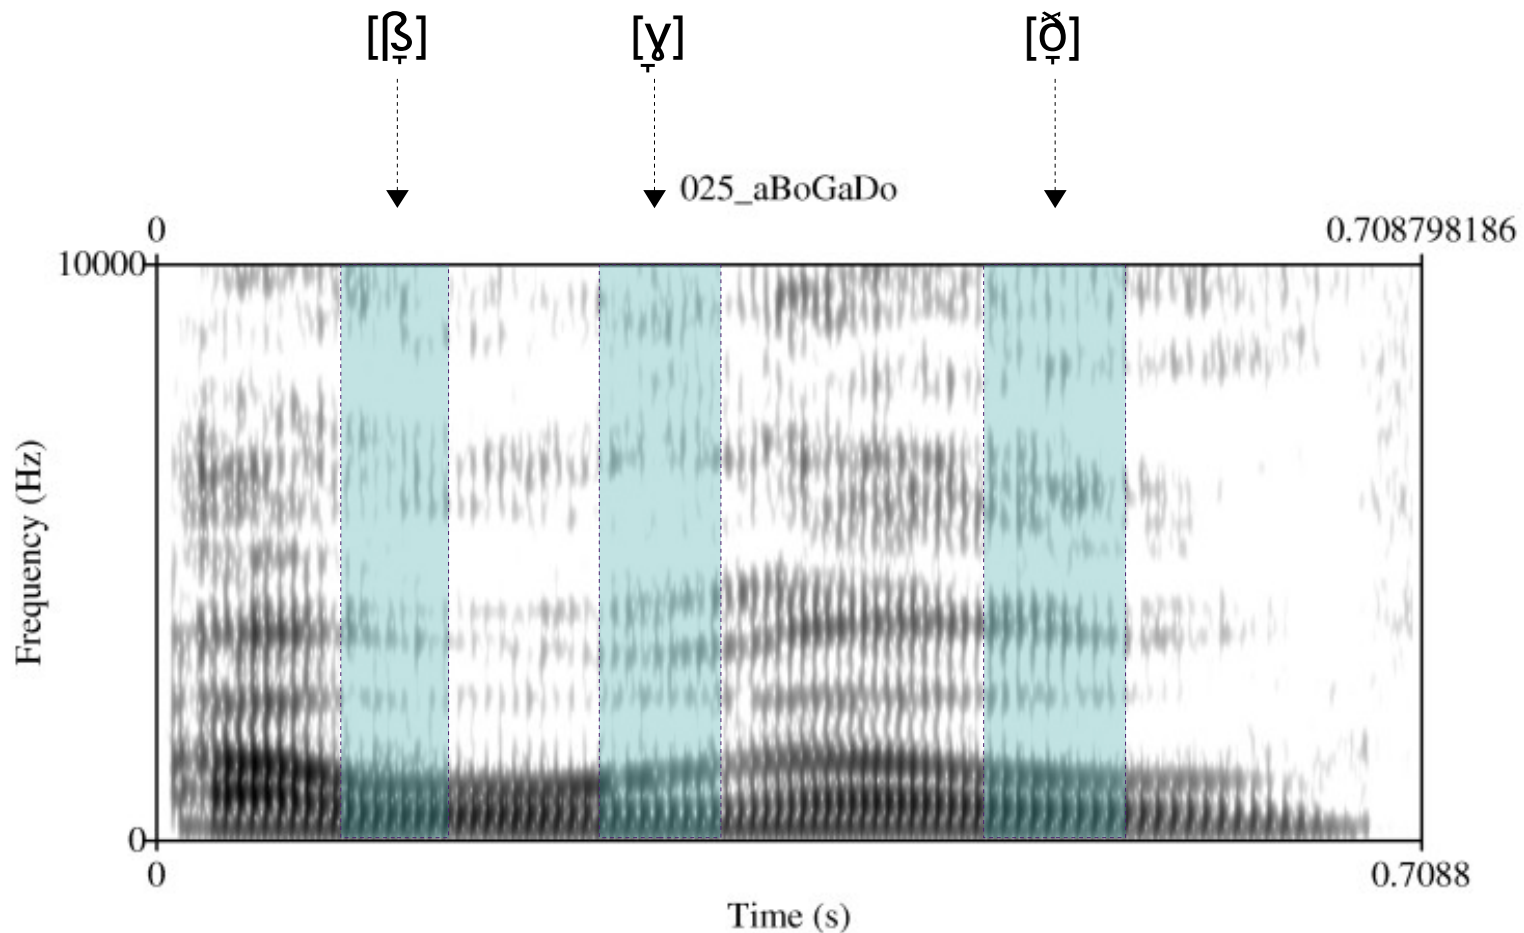 [β̞] [ɣ̞] [ð̞̆]
025_aBoGaDo
0 0.708798186
10000
Frequency (Hz)
0
0 0.7088
Time (s)